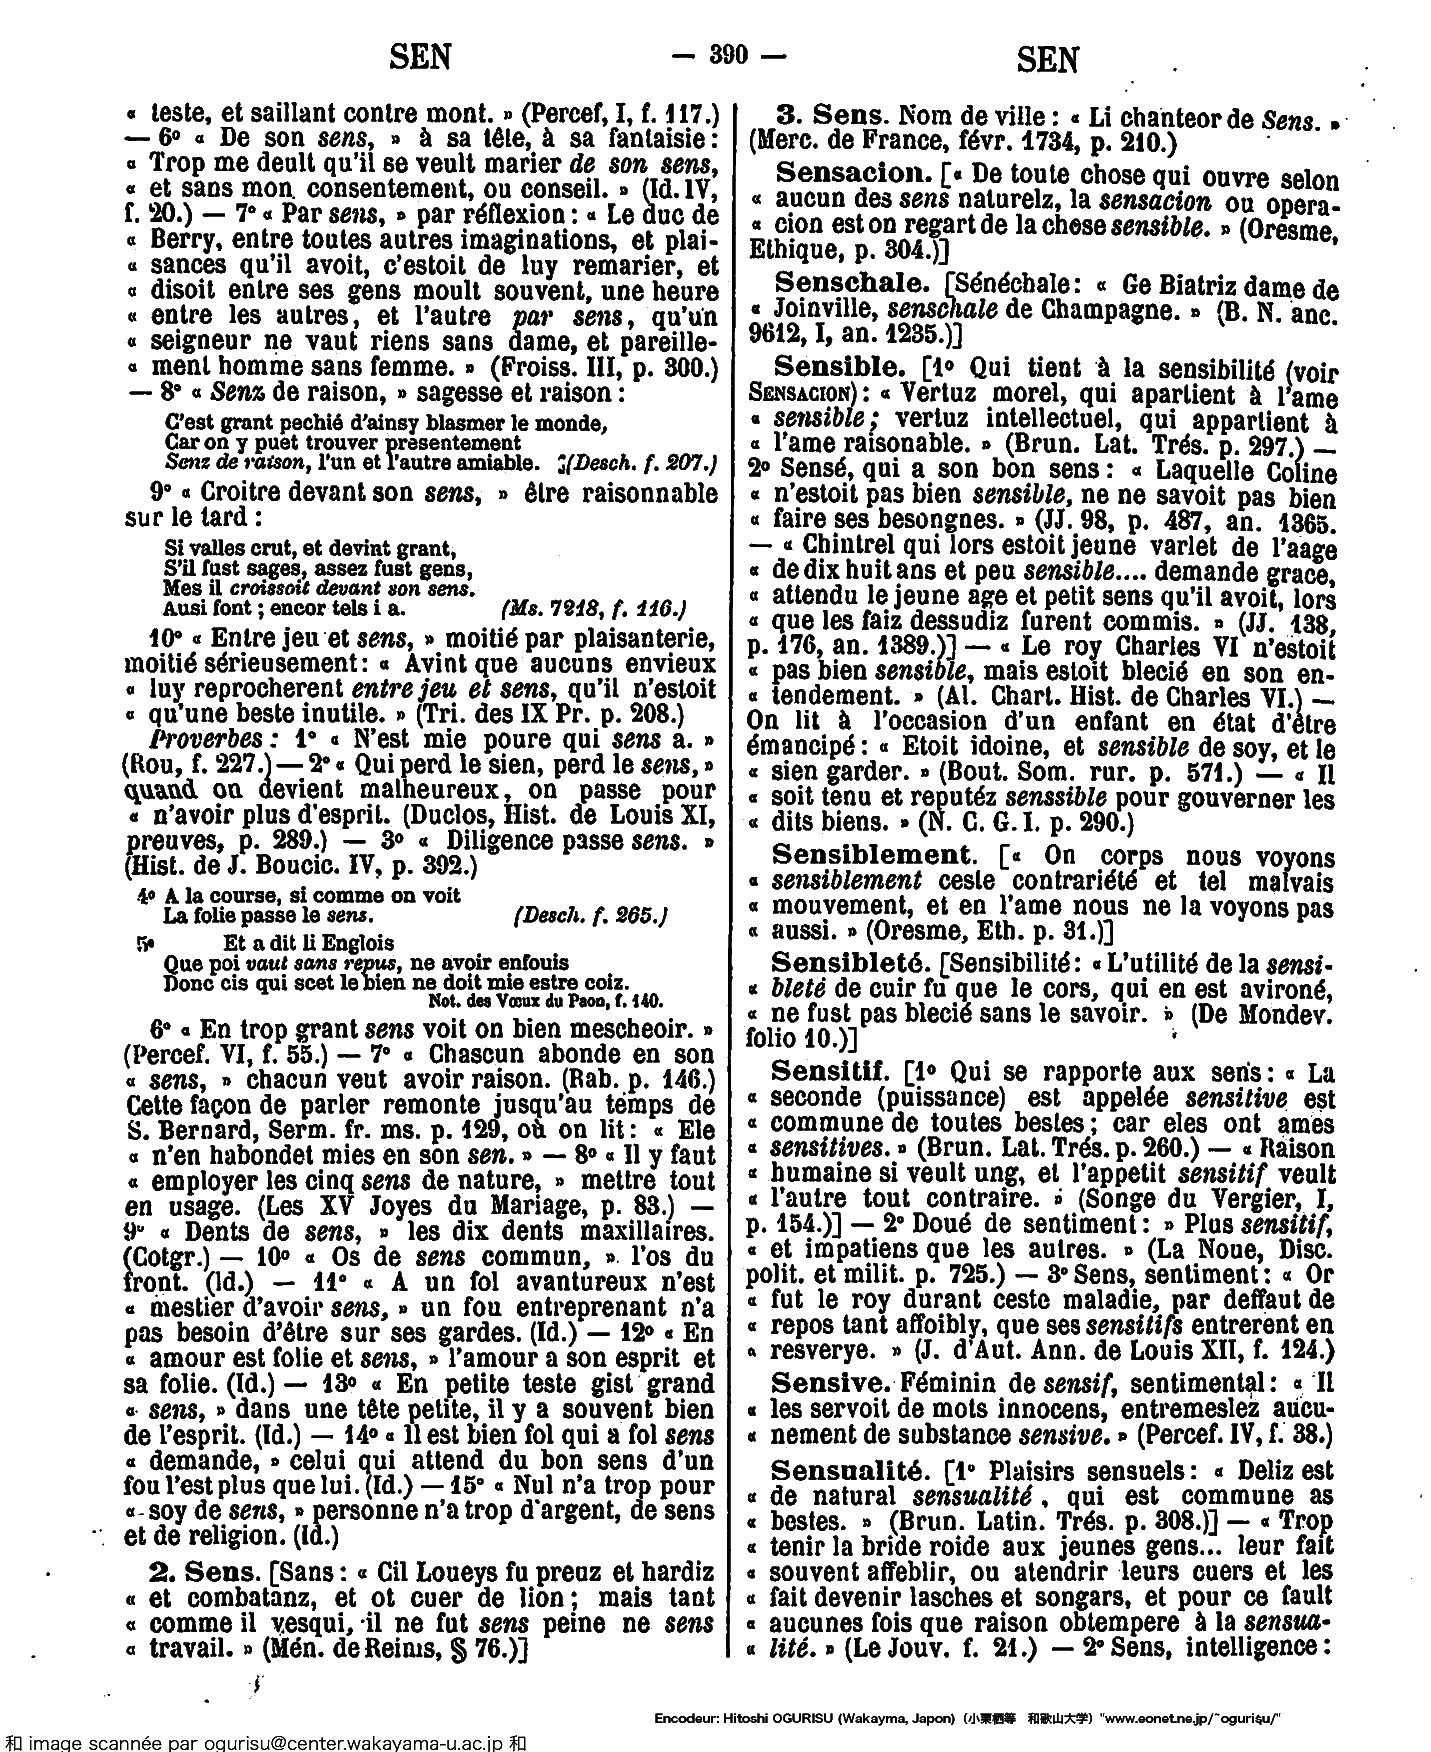 SEN — 390 — SEN
« teste, et saillant contre mont. » (Percef, I, f. 117.)
— 6º « De son sens, » à sa tête, à sa fantaisie :
« Trop me deult qu'il se veult marier de son sens,
« et sans mon consentement, ou conseil. » (Id. IV,
f. 20.) — 7º « Par sens, » par réflexion : « Le duc de
« Berry, entre toutes autres imaginations, et plai-
« sances qu'il avoit, c'estoit de luy remarier, et
« disoit entre ses gens moult souvent, une heure
« entre les autres, et l'autre par sens, qu'un
« seigneur ne vaut riens sans dame, et pareille-
« ment homme sans femme. » (Froiss. III, p. 300.)
— 8º « Senz de raison, » sagesse et raison :
C'est grant pechié d'ainsy blasmer le monde,
Car on y puet trouver presentement
Senz de raison, l'un et l'autre amiable. (Desch. f. 207.)
9º « Croitre devant son sens, » être raisonnable
sur le tard :
Si valles crut, et devint grant,
S'il fust sages, assez fust gens,
Mes il croissoit devant son sens.
Ausi font ; encor tels i a. (Ms. 7218, f. 116.)
10º « Entre jeu et sens, » moitié par plaisanterie,
moitié sérieusement : « Avint que aucuns envieux
« luy reprocherent entre jeu et sens, qu'il n'estoit
« qu'une beste inutile. » (Tri. des IX Pr. p. 208.)
Proverbes : 1º « N'est mie poure qui sens a. »
(Rou, f. 227.) — 2º « Qui perd le sien, perd le sens, »
quand on devient malheureux, on passe pour
« n'avoir plus d'esprit. (Duclos, Hist. de Louis XI,
preuves, p. 289.) — 3º « Diligence passe sens. »
(Hist. de J. Boucic. IV, p. 392.)
4º A la course, si comme on voit
La folie passe le sens. (Desch. f. 265.)
5º Et a dit li Englois
Que poi vaut sans repus, ne avoir enfouis
Donc cis qui scet le bien ne doit mie estre coiz.
Not. des Vœux du Paon, f. 140.
6º « En trop grant sens voit on bien mescheoir. »
(Percef. VI, f. 55.) — 7º « Chascun abonde en son
« sens, » chacun veut avoir raison. (Rab. p. 146.)
Cette façon de parler remonte jusqu'au temps de
S. Bernard, Serm. fr. ms. p. 129, où on lit : « Ele
« n'en habondet mies en son sen. » — 8º « Il y faut
« employer les cinq sens de nature, » mettre tout
en usage. (Les XV Joyes du Mariage, p. 83.) —
9º « Dents de sens, » les dix dents maxillaires.
(Cotgr.) — 10º « Os de sens commun, » l'os du
front. (Id.) — 11º « A un fol avantureux n'est
« mestier d'avoir sens, » un fou entreprenant n'a
pas besoin d'être sur ses gardes. (Id.) — 12º « En
« amour est folie et sens, » l'amour a son esprit et
sa folie. (Id.) — 13º « En petite teste gist grand
« sens, » dans une tête petite, il y a souvent bien
de l'esprit. (Id.) — 14º « Il est bien fol qui a fol sens
« demande, » celui qui attend du bon sens d'un
fou l'est plus que lui. (Id.) — 15º « Nul n'a trop pour
« soy de sens, » personne n'a trop d'argent, de sens
et de religion. (Id.)
2. Sens. [Sans : « Cil Loueys fu preuz et hardiz
« et combatanz, et ot cuer de lion ; mais tant
« comme il vesqui, il ne fut sens peine ne sens
« travail. » (Mén. de Reims, § 76.)]
3. Sens. Nom de ville : « Li chanteor de Sens. »
(Merc. de France, févr. 1734, p. 210.)
Sensacion. [« De toute chose qui ouvre selon
« aucun des sens naturelz, la sensacion ou opera-
« cion est on regart de la chose sensible. » (Oresme,
Ethique, p. 304.)]
Senschale. [Sénéchale : « Ge Biatriz dame de
« Joinville, senschale de Champagne. » (B. N. anc.
9612, I, an. 1235.)]
Sensible. [1º Qui tient à la sensibilité (voir
SENSACION) : « Vertuz morel, qui apartient à l'ame
« sensible ; vertuz intellectuel, qui appartient à
« l'ame raisonable. » (Brun. Lat. Trés. p. 297.) —
2º Sensé, qui a son bon sens : « Laquelle Coline
« n'estoit pas bien sensible, ne ne savoit pas bien
« faire ses besongnes. » (JJ. 98, p. 487, an. 1365.
— « Chintrel qui lors estoit jeune varlet de l'aage
« de dix huit ans et peu sensible.... demande grace,
« attendu le jeune age et petit sens qu'il avoit, lors
« que les faiz dessudiz furent commis. » (JJ. 138,
p. 176, an. 1389.)] — « Le roy Charles VI n'estoit
« pas bien sensible, mais estoit blecié en son en-
« tendement. » (Al. Chart. Hist. de Charles VI.) —
On lit à l'occasion d'un enfant en état d'être
émancipé : « Etoit idoine, et sensible de soy, et le
« sien garder. » (Bout. Som. rur. p. 571.) — « Il
« soit tenu et reputéz senssible pour gouverner les
« dits biens. » (N. C. G. I. p. 290.)
Sensiblement. [« On corps nous voyons
« sensiblement ceste contrariété et tel malvais
« mouvement, et en l'ame nous ne la voyons pas
« aussi. » (Oresme, Eth. p. 31.)]
Sensibleté. [Sensibilité : « L'utilité de la sensi-
« bleté de cuir fu que le cors, qui en est avironé,
« ne fust pas blecié sans le savoir. » (De Mondev.
folio 10.)]
Sensitif. [1º Qui se rapporte aux sens : « La
« seconde (puissance) est appelée sensitive est
« commune de toutes bestes ; car eles ont ames
« sensitives. » (Brun. Lat. Trés. p. 260.) — « Raison
« humaine si veult ung, et l'appetit sensitif veult
« l'autre tout contraire. » (Songe du Vergier, I,
p. 154.)] — 2º Doué de sentiment : » Plus sensitif,
« et impatiens que les autres. » (La Noue, Disc.
polit. et milit. p. 725.) — 3º Sens, sentiment : « Or
« fut le roy durant ceste maladie, par deffaut de
« repos tant affoibly, que ses sensitifs entrerent en
« resverye. » (J. d'Aut. Ann. de Louis XII, f. 124.)
Sensive. Féminin de sensif, sentimental : « Il
« les servoit de mots innocens, entremeslez aucu-
« nement de substance sensive. » (Percef. IV, f. 38.)
Sensualité. [1º Plaisirs sensuels : « Deliz est
« de natural sensualité, qui est commune as
« bestes. » (Brun. Latin. Trés. p. 308.)] — « Trop
« tenir la bride roide aux jeunes gens... leur fait
« souvent affeblir, ou atendrir leurs cuers et les
« fait devenir lasches et songars, et pour ce fault
« aucunes fois que raison obtempere à la sensua-
« lité. » (Le Jouv. f. 21.) — 2º Sens, intelligence :
Encodeur: Hitoshi OGURISU (Wakayma, Japon) (小栗栖等 和歌山大学) "www.eonet.ne.jp/~ogurisu/"
和 image scannée par ogurisu@center.wakayama-u.ac.jp 和